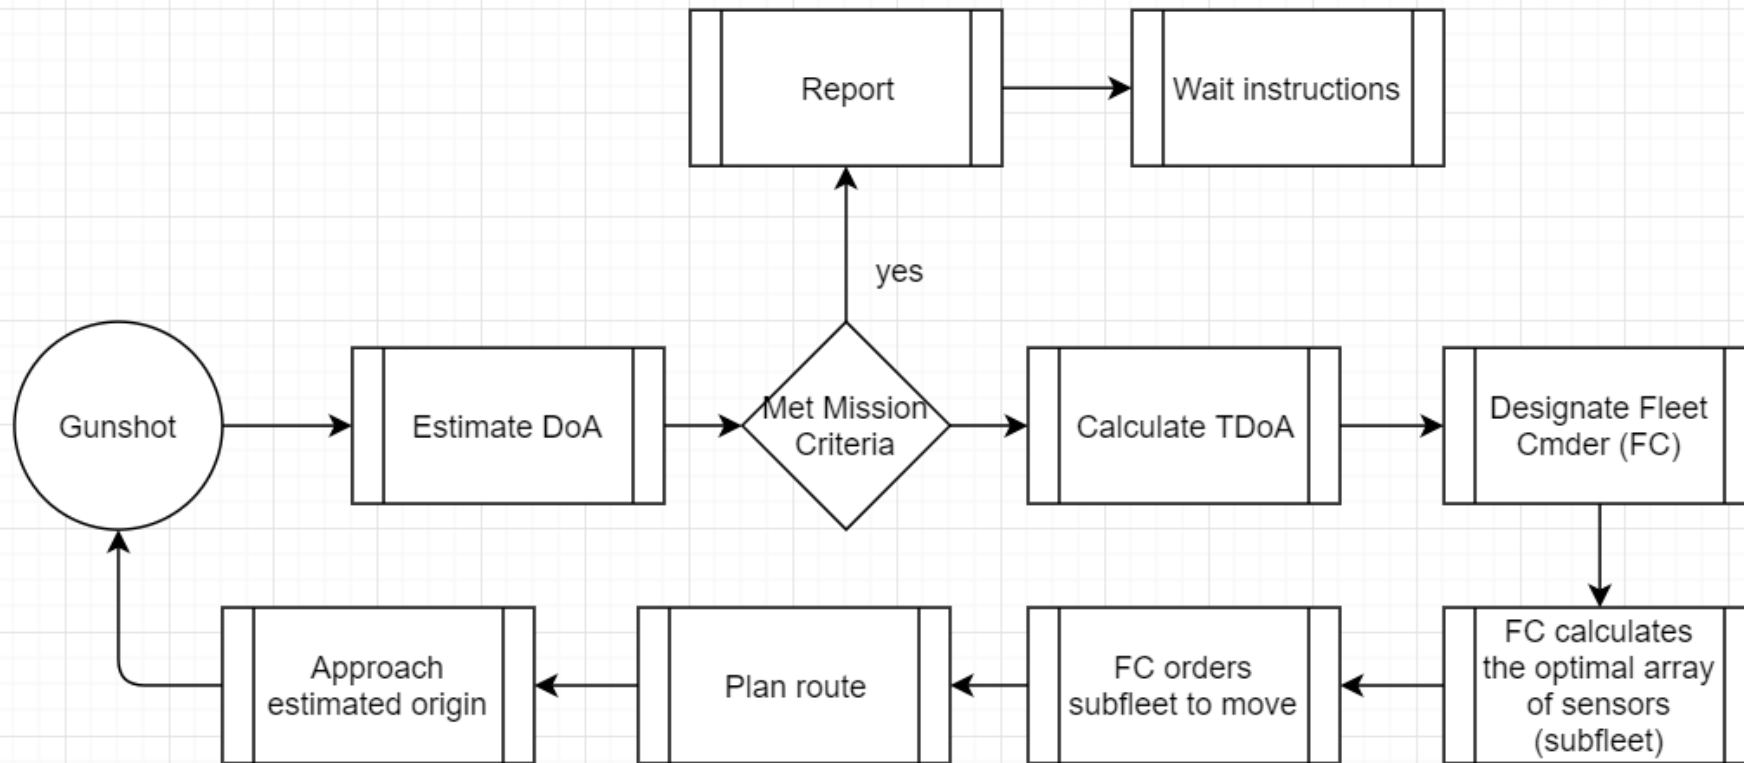 Report
Wait instructions
yes
Gunshot
Estimate DoA
Met Mission
Criteria
Calculate TDoA
Designate Fleet
Cmder (FC)
Approach
estimated origin
Plan route
FC orders
subfleet to move
FC calculates
the optimal array
of sensors
(subfleet)